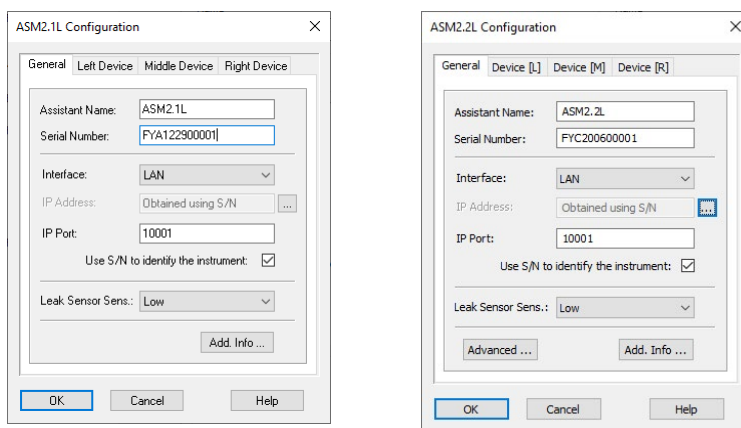 ASM2.1L Configuration
General Left Device Middle Device Right Device
Assistant Name: ASM2.1L
Serial Number: FYA122900001
Interface: LAN
IP Address: Obtained using S/N ...
IP Port: 10001
Use S/N to identify the instrument:
Leak Sensor Sens.: Low
Add. Info ...
OK Cancel Help
ASM2.2L Configuration
General Device [L] Device [M] Device [R]
Assistant Name: ASM2.2L
Serial Number: FYC200600001
Interface: LAN
IP Address: Obtained using S/N ...
IP Port: 10001
Use S/N to identify the instrument:
Leak Sensor Sens.: Low
Advanced ... Add. Info ...
OK Cancel Help